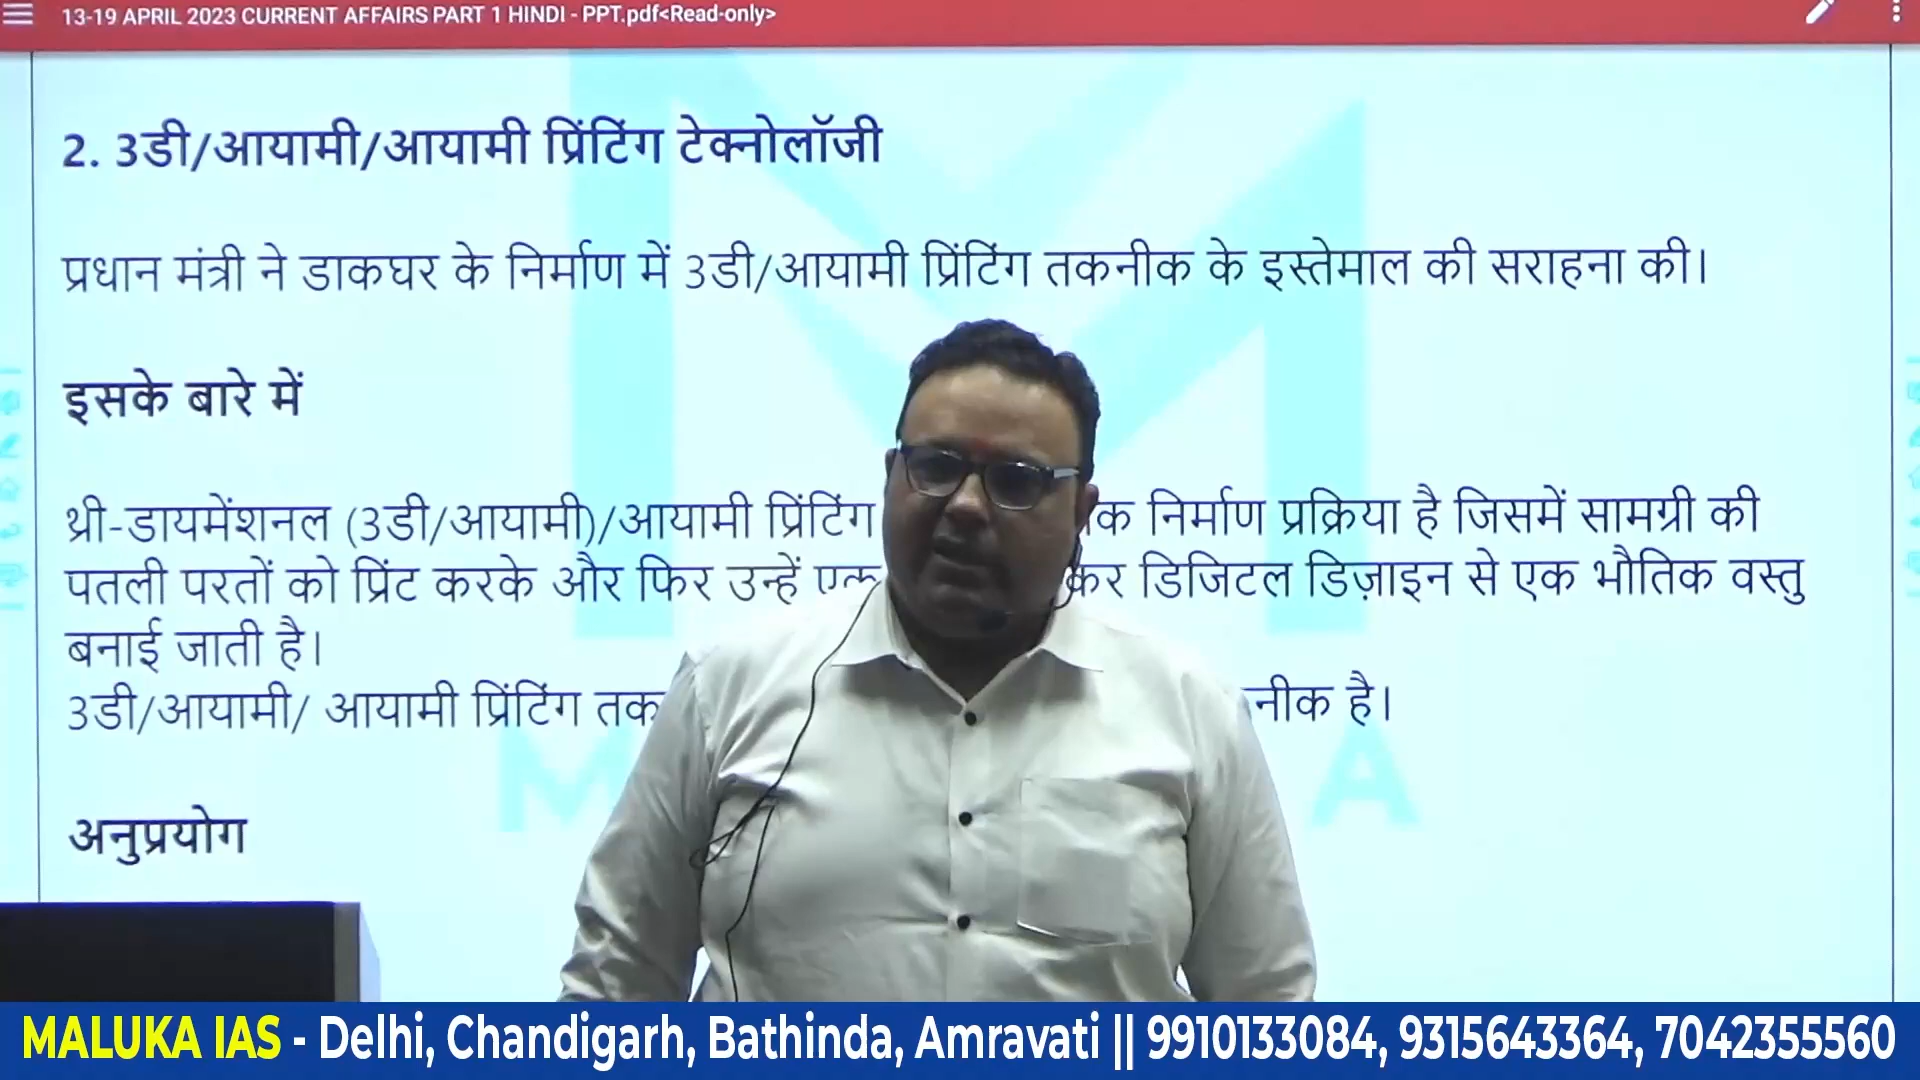 13-19 APRIL 2023 CURRENT AFFAIRS PART 1 HINDI - PPT.pdf<Read-only>
2. 3डी/आयामी/आयामी प्रिंटिंग टेक्नोलॉजी
प्रधान मंत्री ने डाकघर के निर्माण में 3डी/आयामी प्रिंटिंग तकनीक के इस्तेमाल की सराहना की।
इसके बारे में
थ्री-डायमेंशनल (3डी/आयामी)/आयामी प्रिंटिंग निर्माण प्रक्रिया है जिसमें सामग्री की
पतली परतों को प्रिंट करके और फिर उन्हें डिजिटल डिज़ाइन से एक भौतिक वस्तु
बनाई जाती है।
3डी/आयामी/ आयामी प्रिंटिंग है।
अनुप्रयोग
MALUKA IAS - Delhi, Chandigarh, Bathinda, Amravati || 9910133084, 9315643364, 7042355560